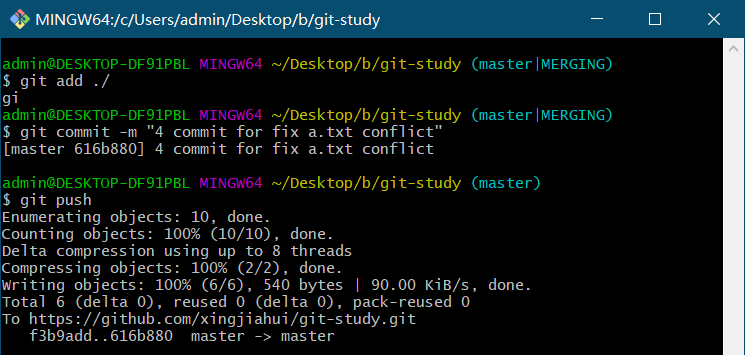 MINGW64:/c/Users/admin/Desktop/b/git-study
admin@DESKTOP-DF91PBL MINGW64 ~/Desktop/b/git-study (master|MERGING)
$ git add ./
gi
admin@DESKTOP-DF91PBL MINGW64 ~/Desktop/b/git-study (master|MERGING)
$ git commit -m "4 commit for fix a.txt conflict"
[master 616b880] 4 commit for fix a.txt conflict
admin@DESKTOP-DF91PBL MINGW64 ~/Desktop/b/git-study (master)
$ git push
Enumerating objects: 10, done.
Counting objects: 100% (10/10), done.
Delta compression using up to 8 threads
Compressing objects: 100% (2/2), done.
Writing objects: 100% (6/6), 540 bytes | 90.00 KiB/s, done.
Total 6 (delta 0), reused 0 (delta 0), pack-reused 0
To https://github.com/xingjiahui/git-study.git
   f3b9add..616b880  master -> master